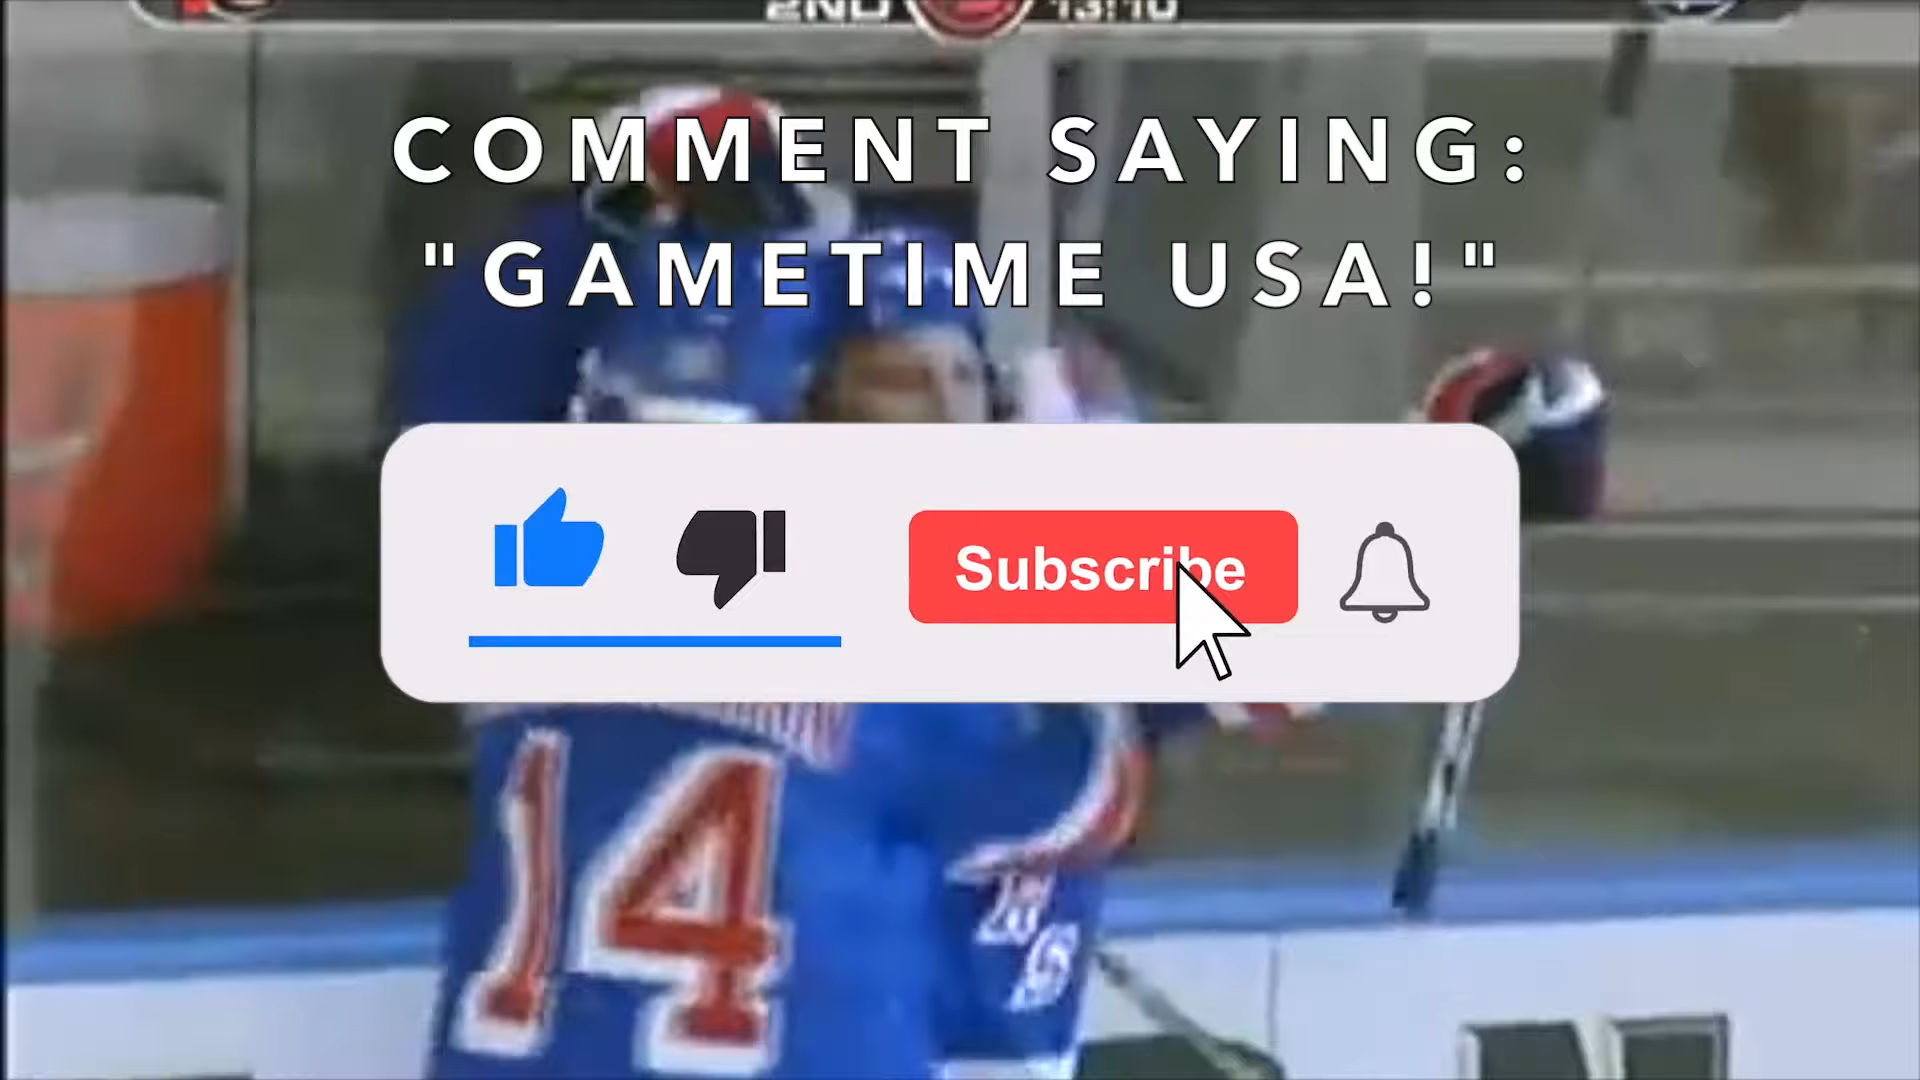 2ND 13:10
COMMENT SAYING:
"GAMETIME USA!"
Subscribe
14